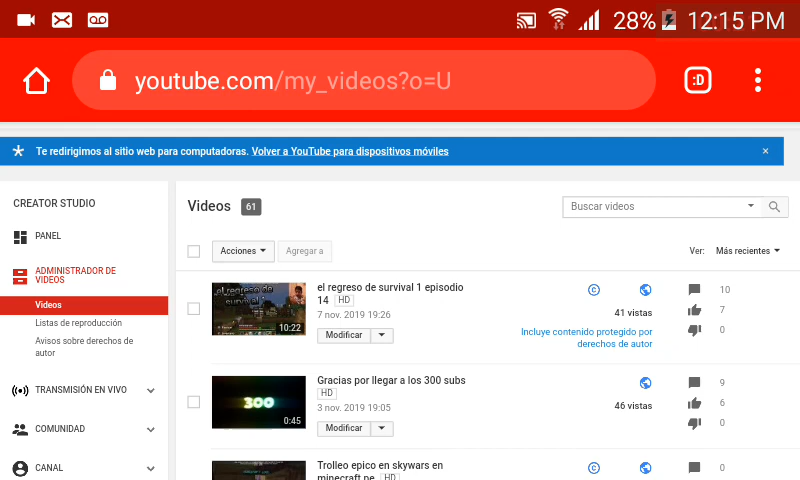 28% 12:15 PM
youtube.com/my_videos?o=U
:D
Te redirigimos al sitio web para computadoras. Volver a YouTube para dispositivos móviles
×
CREATOR STUDIO
PANEL
ADMINISTRADOR DE
VIDEOS
Videos
Listas de reproducción
Avisos sobre derechos de
autor
TRANSMISIÓN EN VIVO
COMUNIDAD
CANAL
Videos 61
Buscar videos
Acciones
Agregar a
Ver: Más recientes
el regreso de
survival
10:22
el regreso de survival 1 episodio
14 HD
7 nov. 2019 19:26
Modificar
©
41 vistas
Incluye contenido protegido por
derechos de autor
10
7
0
300
0:45
Gracias por llegar a los 300 subs
HD
3 nov. 2019 19:05
Modificar
46 vistas
9
6
0
Trolleo epico en skywars en
minecraft pe HD
©
0